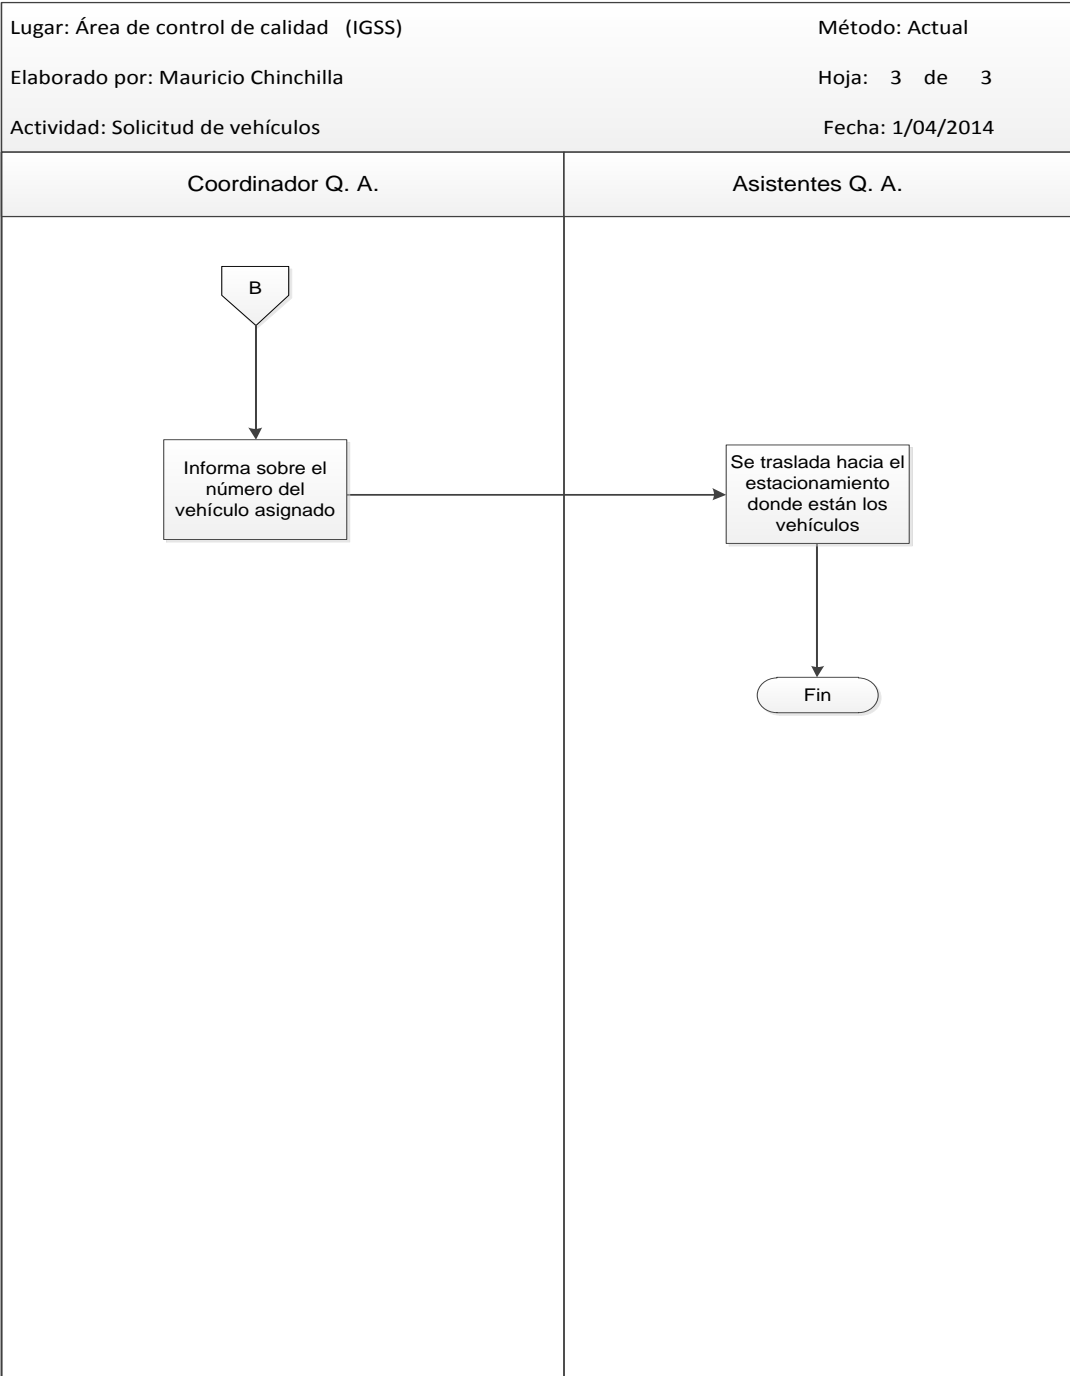 Lugar: Área de control de calidad (IGSS)
Método: Actual
Elaborado por: Mauricio Chinchilla
Hoja: 3 de 3
Actividad: Solicitud de vehículos
Fecha: 1/04/2014
Coordinador Q. A.
Asistentes Q. A.
B
Informa sobre el
número del
vehículo asignado
Se traslada hacia el
estacionamiento
donde están los
vehículos
Fin